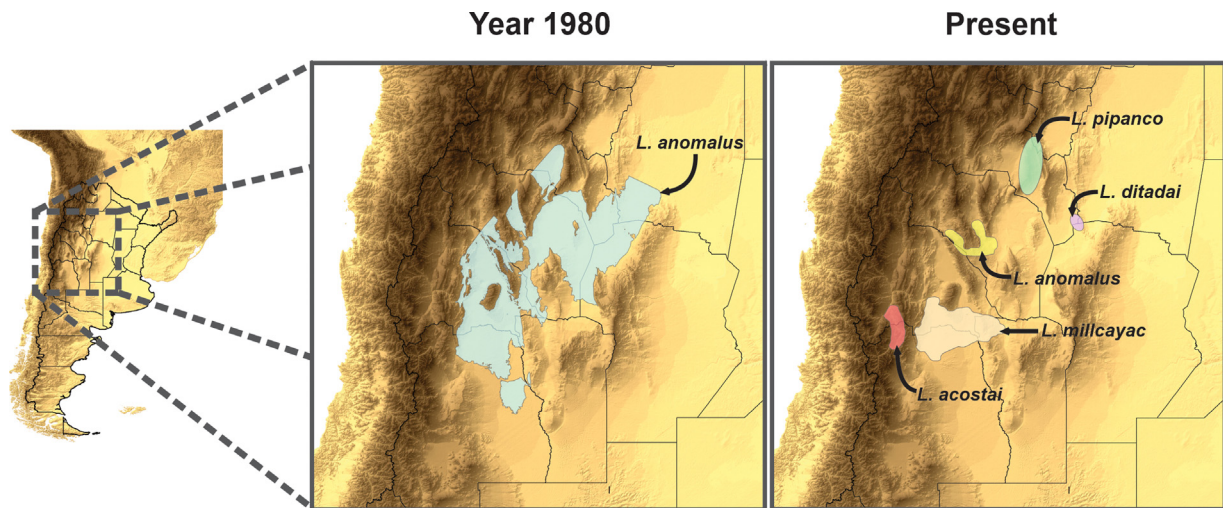 Year 1980
Present
L. anomalus
L. pipanco
L. ditadai
L. anomalus
L. millcayac
L. acostai